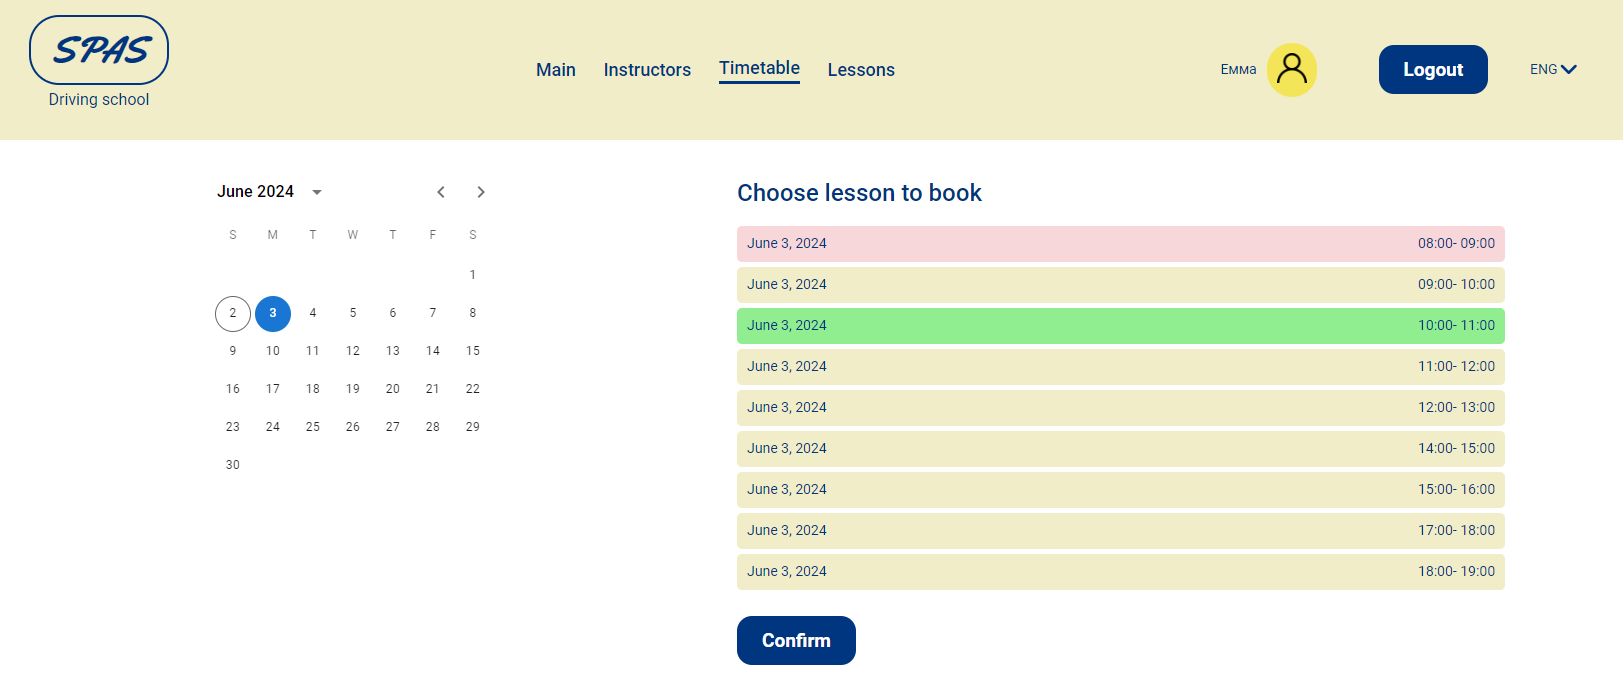 SPAS
Driving school
Main Instructors Timetable Lessons
Емма
Logout
ENG
June 2024
S M T W T F S
1
2 3 4 5 6 7 8
9 10 11 12 13 14 15
16 17 18 19 20 21 22
23 24 25 26 27 28 29
30
Choose lesson to book
June 3, 2024 08:00- 09:00
June 3, 2024 09:00- 10:00
June 3, 2024 10:00- 11:00
June 3, 2024 11:00- 12:00
June 3, 2024 12:00- 13:00
June 3, 2024 14:00- 15:00
June 3, 2024 15:00- 16:00
June 3, 2024 17:00- 18:00
June 3, 2024 18:00- 19:00
Confirm